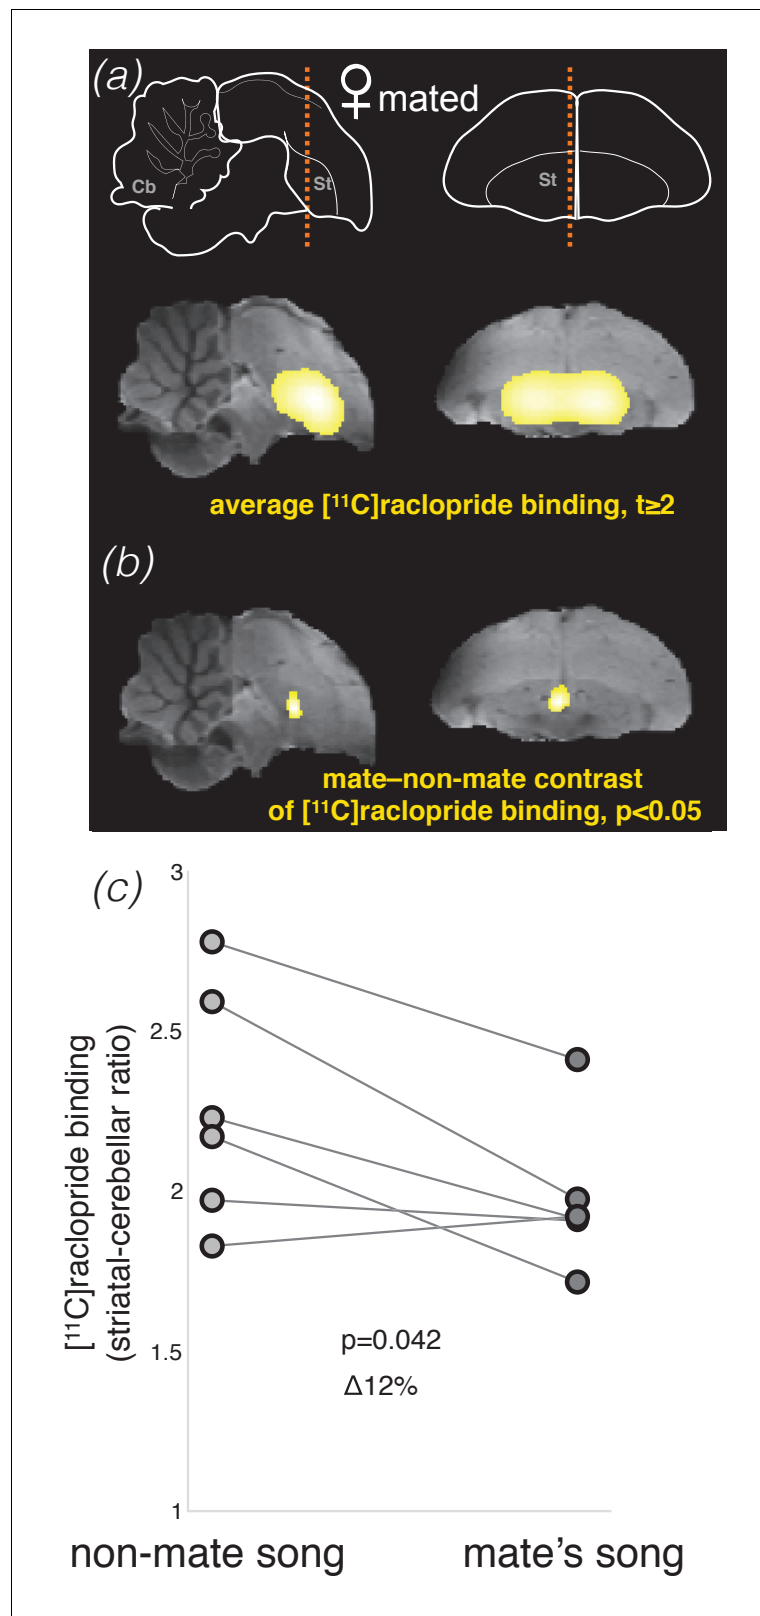 (a)
♀ mated
Cb
St
St
average [¹¹C]raclopride binding, t≥2
(b)
mate–non-mate contrast
of [¹¹C]raclopride binding, p<0.05
(c)
3
2.5
2
1.5
1
[¹¹C]raclopride binding
(striatal-cerebellar ratio)
p=0.042
Δ12%
non-mate song
mate's song